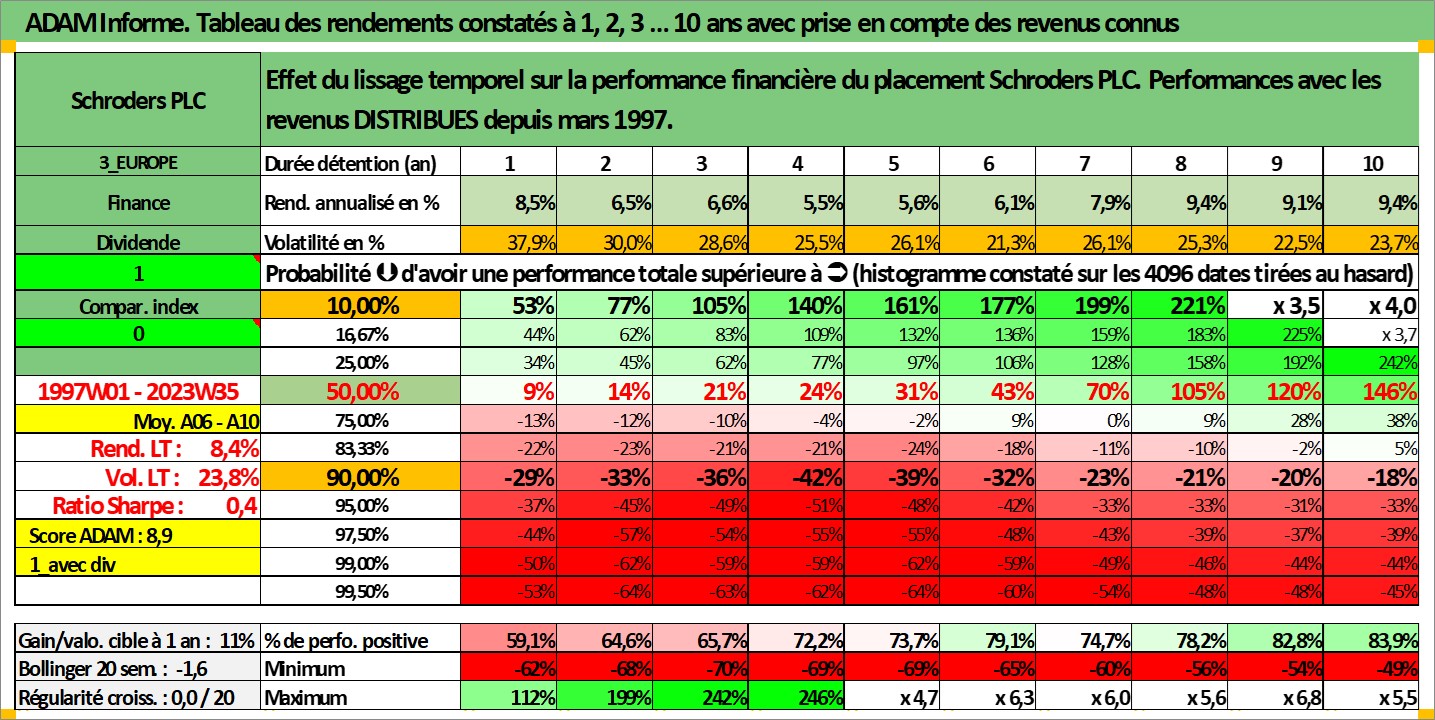 ADAM Informe. Tableau des rendements constatés à 1, 2, 3 ... 10 ans avec prise en compte des revenus connus
Schroders PLC
Effet du lissage temporel sur la performance financière du placement Schroders PLC. Performances avec les
revenus DISTRIBUES depuis mars 1997.
3_EUROPE Durée détention (an) 1 2 3 4 5 6 7 8 9 10
Finance Rend. annualisé en % 8,5% 6,5% 6,6% 5,5% 5,6% 6,1% 7,9% 9,4% 9,1% 9,4%
Dividende Volatilité en % 37,9% 30,0% 28,6% 25,5% 26,1% 21,3% 26,1% 25,3% 22,5% 23,7%
1 Probabilité ⮋ d'avoir une performance totale supérieure à ⮊ (histogramme constaté sur les 4096 dates tirées au hasard)
Compar. index 10,00% 53% 77% 105% 140% 161% 177% 199% 221% x 3,5 x 4,0
0 16,67% 44% 62% 83% 109% 132% 136% 159% 183% 225% x 3,7
25,00% 34% 45% 62% 77% 97% 106% 128% 158% 192% 242%
1997W01 - 2023W35 50,00% 9% 14% 21% 24% 31% 43% 70% 105% 120% 146%
Moy. A06 - A10 75,00% -13% -12% -10% -4% -2% 9% 0% 9% 28% 38%
Rend. LT : 8,4% 83,33% -22% -23% -21% -21% -24% -18% -11% -10% -2% 5%
Vol. LT : 23,8% 90,00% -29% -33% -36% -42% -39% -32% -23% -21% -20% -18%
Ratio Sharpe : 0,4 95,00% -37% -45% -49% -51% -48% -42% -33% -33% -31% -33%
Score ADAM : 8,9 97,50% -44% -57% -54% -55% -55% -48% -43% -39% -37% -39%
1_avec div 99,00% -50% -62% -59% -59% -62% -59% -49% -46% -44% -44%
99,50% -53% -64% -63% -62% -64% -60% -54% -48% -48% -45%
Gain/valo. cible à 1 an : 11% % de perfo. positive 59,1% 64,6% 65,7% 72,2% 73,7% 79,1% 74,7% 78,2% 82,8% 83,9%
Bollinger 20 sem. : -1,6 Minimum -62% -68% -70% -69% -69% -65% -60% -56% -54% -49%
Régularité croiss. : 0,0 / 20 Maximum 112% 199% 242% 246% x 4,7 x 6,3 x 6,0 x 5,6 x 6,8 x 5,5